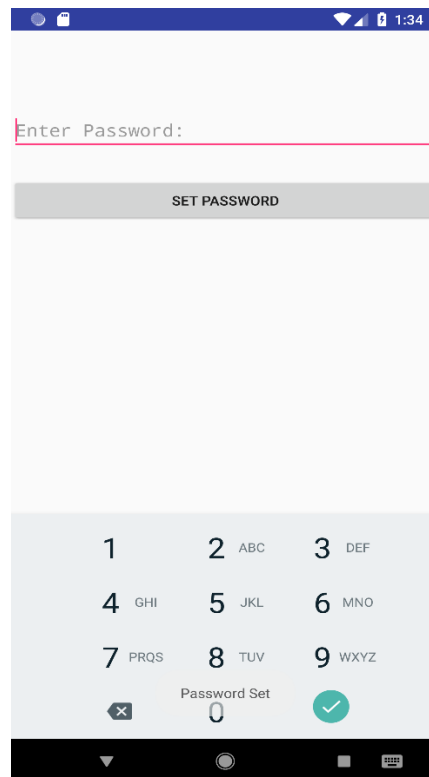 1:34
Enter Password:
SET PASSWORD
1 2 ABC 3 DEF
4 GHI 5 JKL 6 MNO
7 PRQS 8 TUV 9 WXYZ
Password Set
0